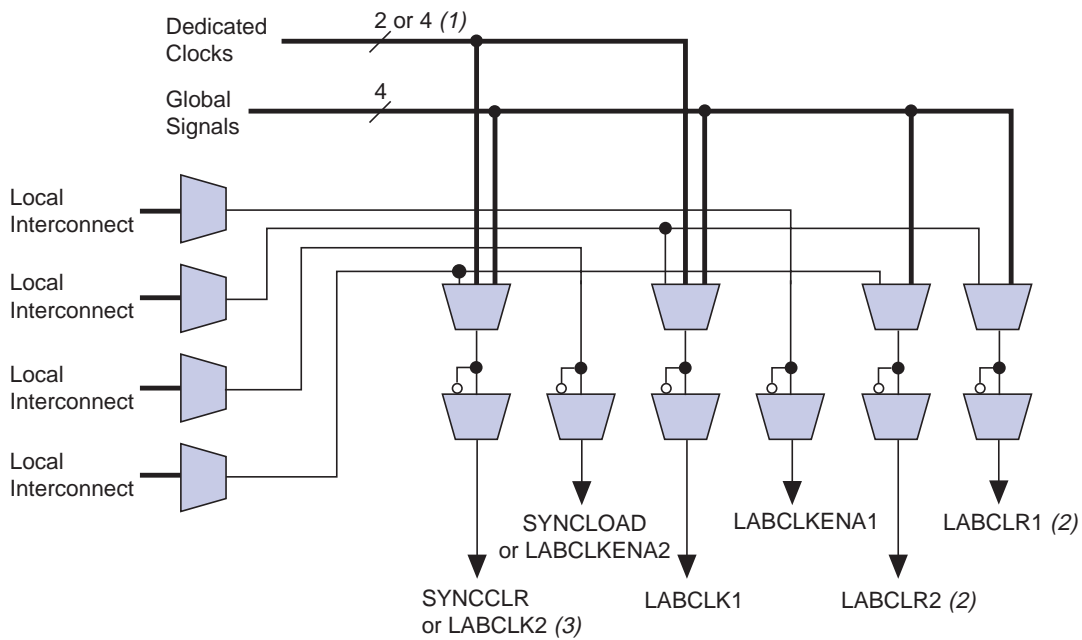 Dedicated
Clocks
2 or 4 (1)
Global
Signals
4
Local
Interconnect
Local
Interconnect
Local
Interconnect
Local
Interconnect
SYNCLOAD
or LABCLKENA2
LABCLKENA1
LABCLR1 (2)
SYNCCLR
or LABCLK2 (3)
LABCLK1
LABCLR2 (2)